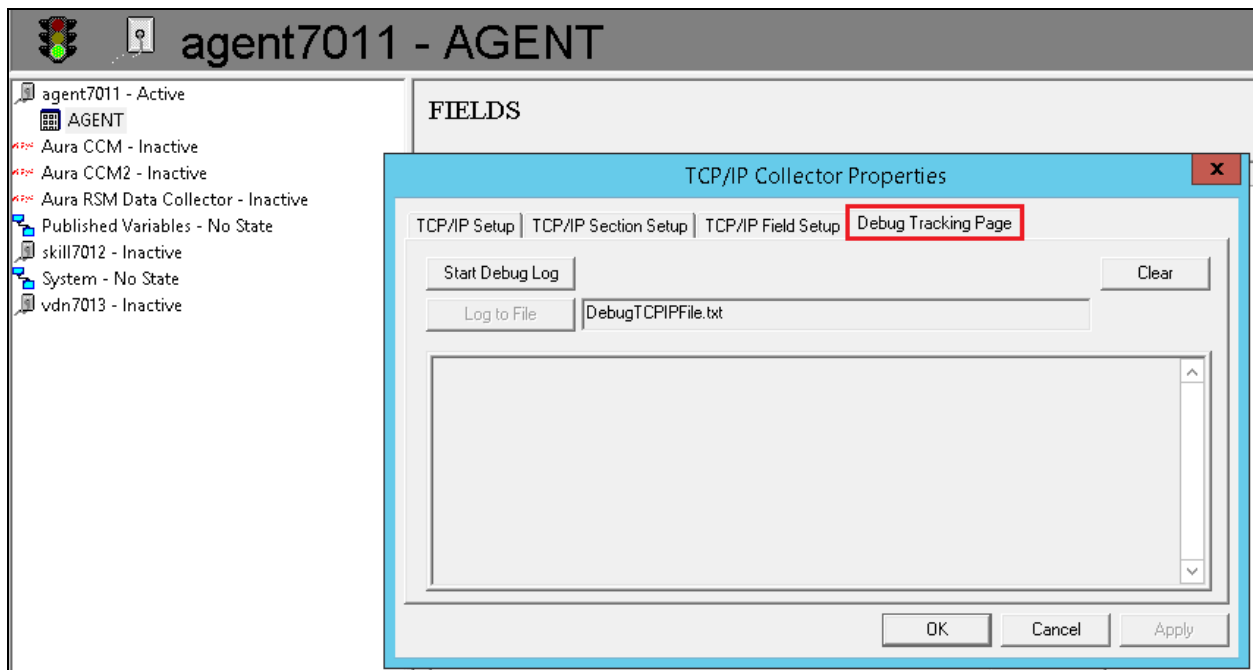 agent7011 - AGENT
agent7011 - Active
AGENT
Aura CCM - Inactive
Aura CCM2 - Inactive
Aura RSM Data Collector - Inactive
Published Variables - No State
skill7012 - Inactive
System - No State
vdn7013 - Inactive
FIELDS
TCP/IP Collector Properties
x
TCP/IP Setup TCP/IP Section Setup TCP/IP Field Setup Debug Tracking Page
Start Debug Log Clear
Log to File DebugTCPIPFile.txt
OK Cancel Apply